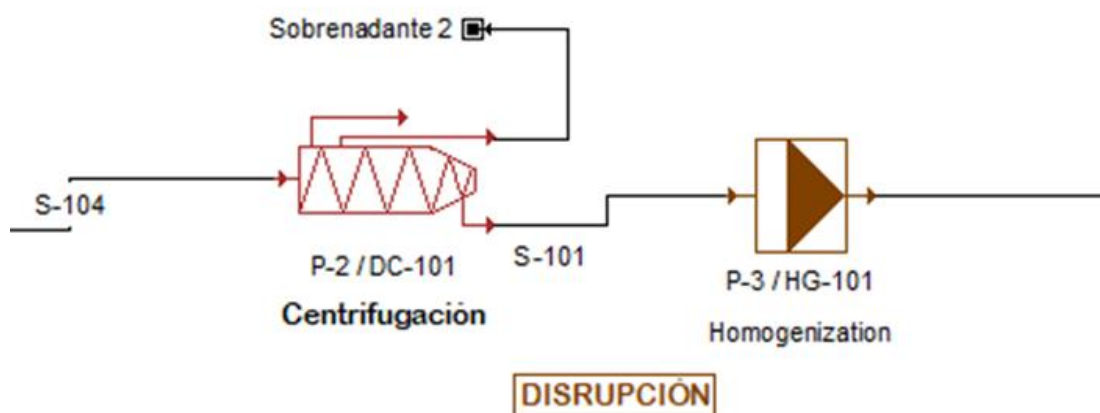 Sobrenadante 2
S-104
P-2 / DC-101
Centrifugación
S-101
P-3 / HG-101
Homogenization
DISRUPCIÓN